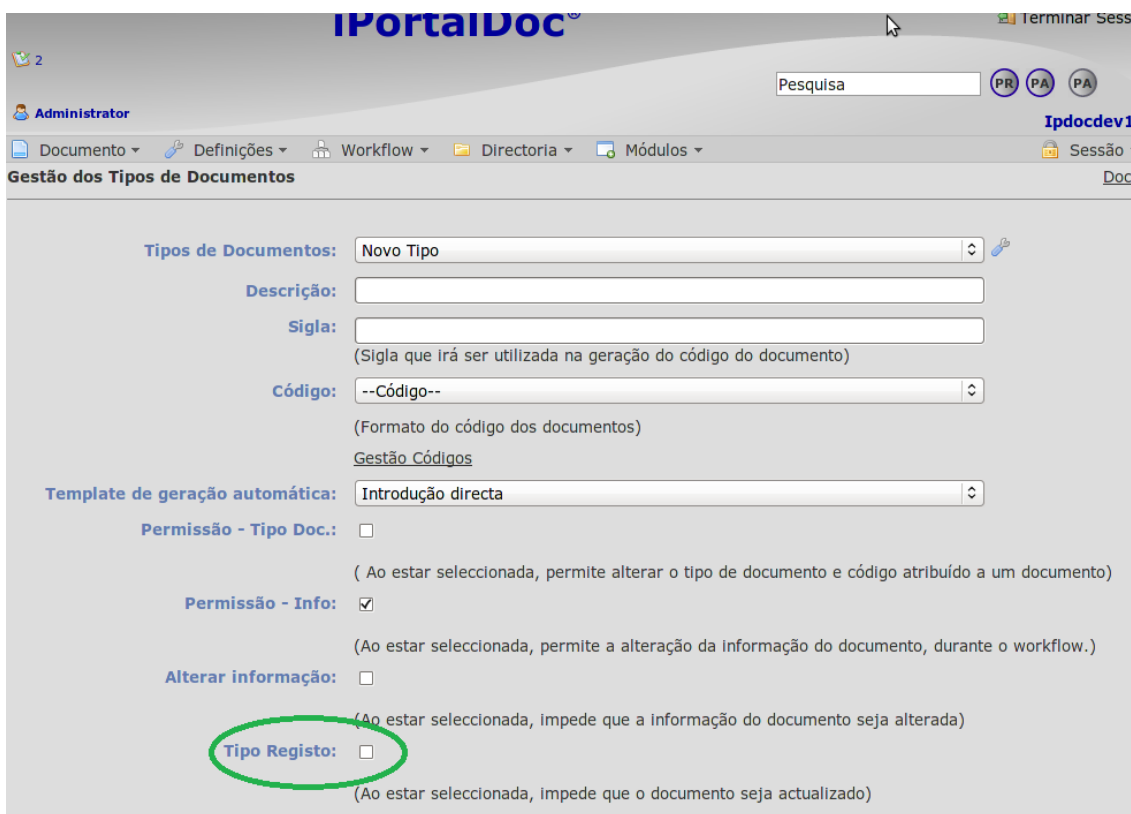 iPortalDoc®
Terminar Sess
2
Pesquisa
PR PA PA
Administrator
Ipdocdev1
Documento Definições Workflow Directoria Módulos Sessão
Gestão dos Tipos de Documentos Doc
Tipos de Documentos: Novo Tipo
Descrição:
Sigla:
(Sigla que irá ser utilizada na geração do código do documento)
Código: --Código--
(Formato do código dos documentos)
Gestão Códigos
Template de geração automática: Introdução directa
Permissão - Tipo Doc.:
( Ao estar seleccionada, permite alterar o tipo de documento e código atribuído a um documento)
Permissão - Info:
(Ao estar seleccionada, permite a alteração da informação do documento, durante o workflow.)
Alterar informação:
(Ao estar seleccionada, impede que a informação do documento seja alterada)
Tipo Registo:
(Ao estar seleccionada, impede que o documento seja actualizado)